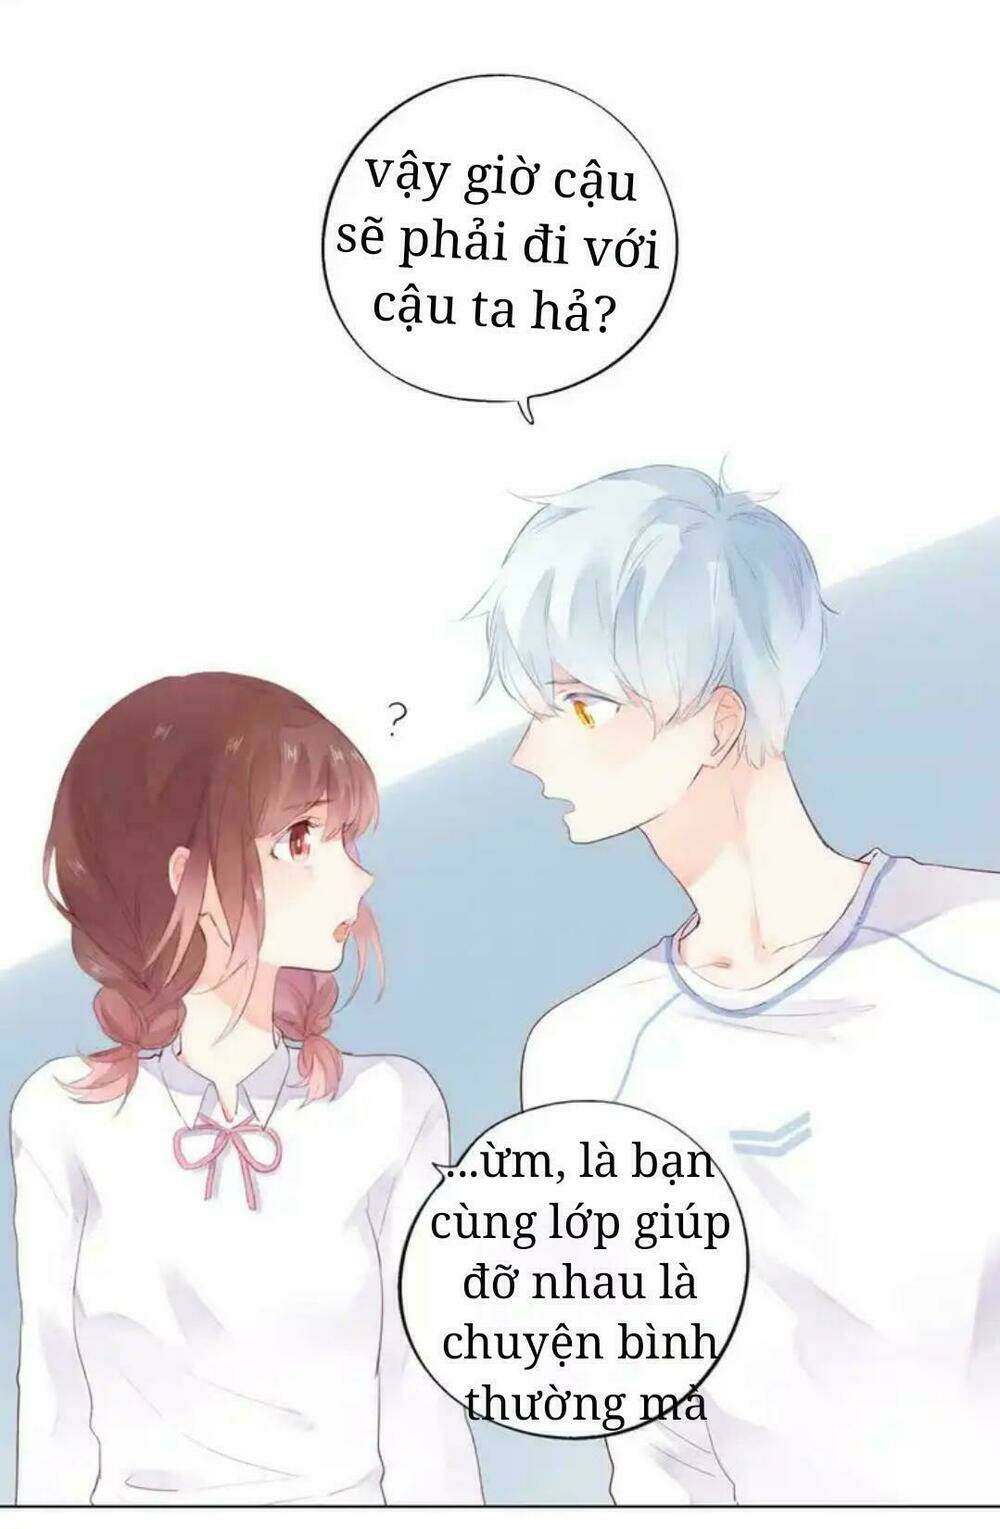 vậy giờ cậu
sẽ phải đi với
cậu ta hả?
?
...ừm, là bạn
cùng lớp giúp
đỡ nhau là
chuyện bình
thường mà